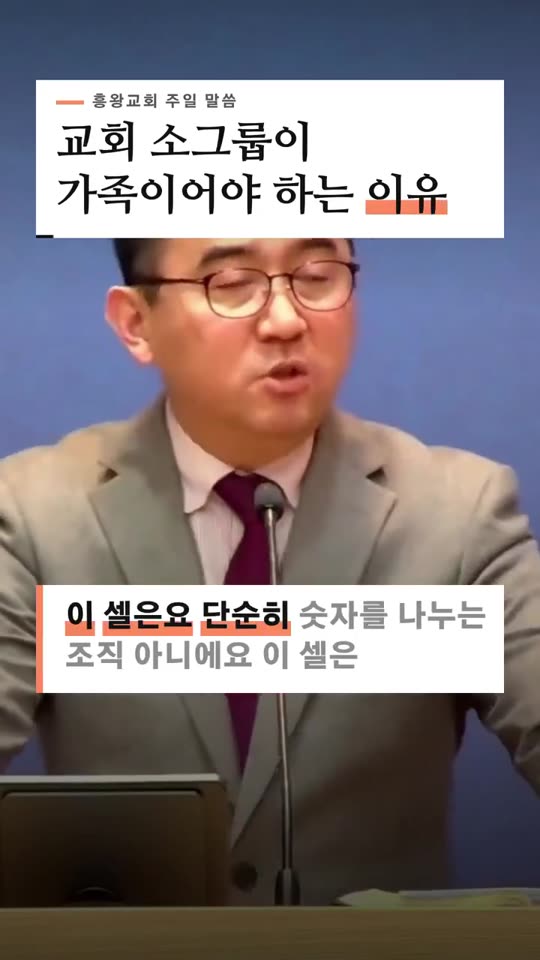 흥왕교회 주일 말씀
교회 소그룹이
가족이어야 하는 이유
이 셀은요 단순히 숫자를 나누는
조직 아니에요 이 셀은